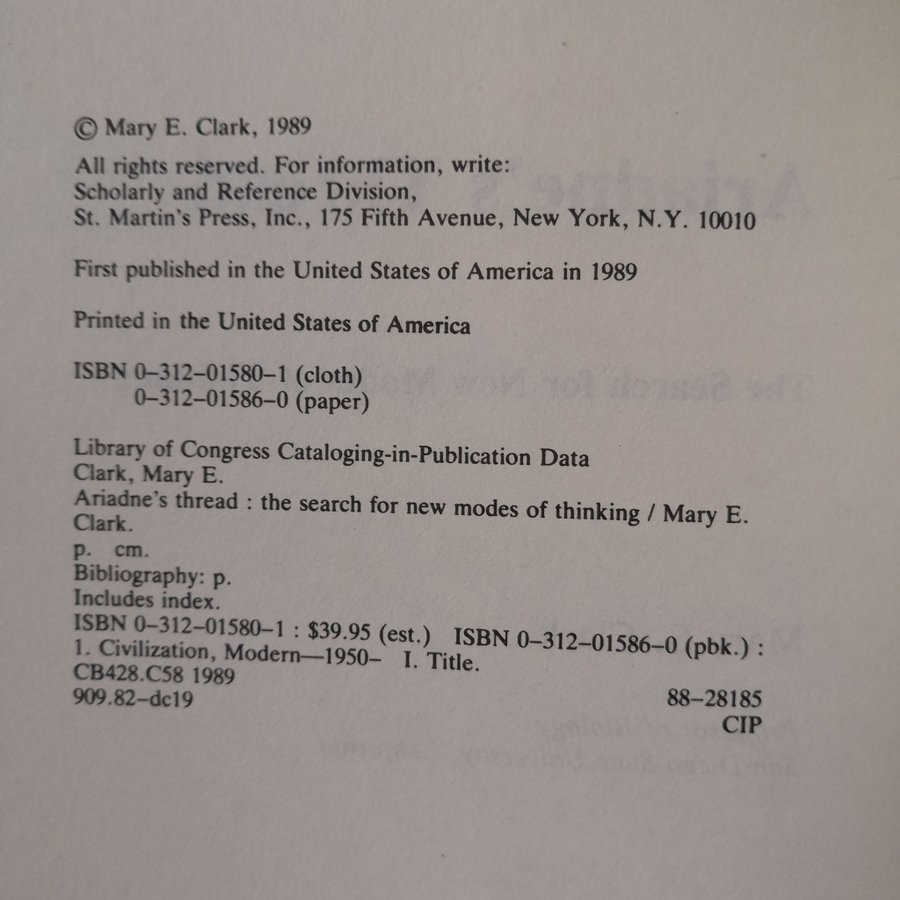 © Mary E. Clark, 1989
All rights reserved. For information, write:
Scholarly and Reference Division,
St. Martin's Press, Inc., 175 Fifth Avenue, New York, N.Y. 10010
First published in the United States of America in 1989
Printed in the United States of America
ISBN 0–312–01580–1 (cloth)
0–312–01586–0 (paper)
Library of Congress Cataloging-in-Publication Data
Clark, Mary E.
Ariadne's thread : the search for new modes of thinking / Mary E.
Clark.
p. cm.
Bibliography: p.
Includes index.
ISBN 0–312–01580–1 : $39.95 (est.) ISBN 0–312–01586–0 (pbk.) :
1. Civilization, Modern—1950– I. Title.
CB428.C58 1989
909.82–dc19 88–28185
CIP